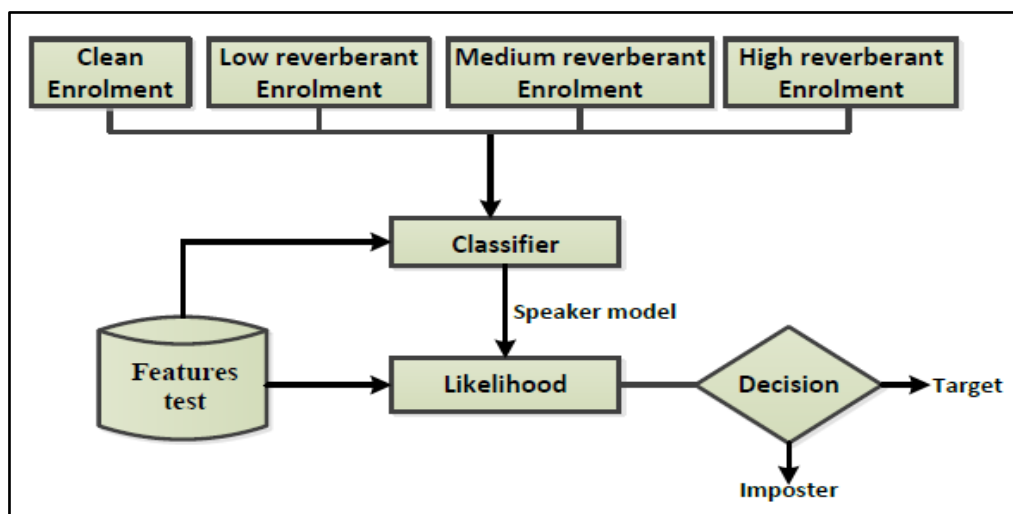 Clean
Enrolment
Low reverberant
Enrolment
Medium reverberant
Enrolment
High reverberant
Enrolment
Classifier
Speaker model
Features
test
Likelihood
Decision
Target
Imposter